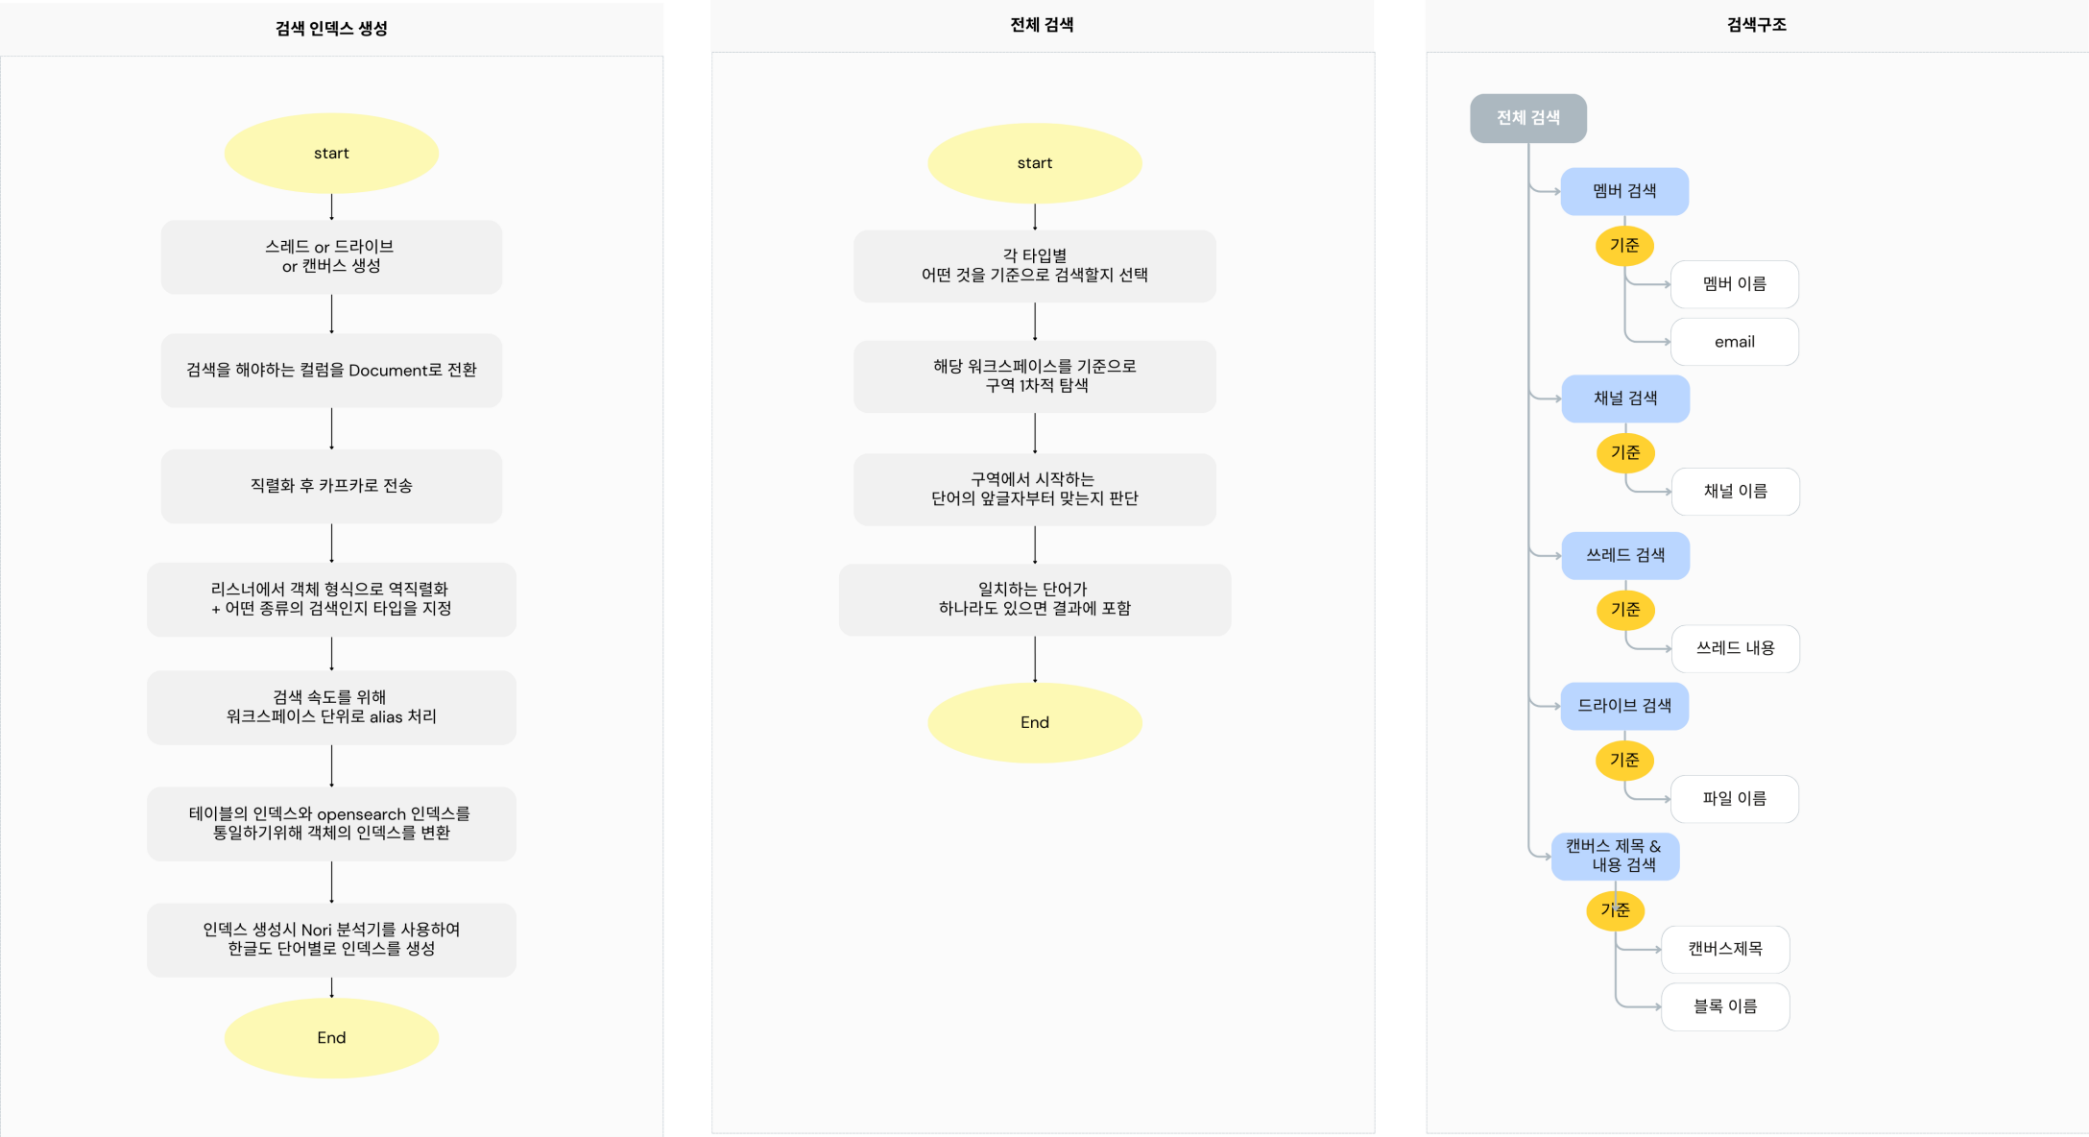 검색 인덱스 생성
start
스레드 or 드라이브
or 캔버스 생성
검색을 해야하는 컬럼을 Document로 전환
직렬화 후 카프카로 전송
리스너에서 객체 형식으로 역직렬화
+ 어떤 종류의 검색인지 타입을 지정
검색 속도를 위해
워크스페이스 단위로 alias 처리
테이블의 인덱스와 opensearch 인덱스를
통일하기위해 객체의 인덱스를 변환
인덱스 생성시 Nori 분석기를 사용하여
한글도 단어별로 인덱스를 생성
End
전체 검색
start
각 타입별
어떤 것을 기준으로 검색할지 선택
해당 워크스페이스를 기준으로
구역 1차적 탐색
구역에서 시작하는
단어의 앞글자부터 맞는지 판단
일치하는 단어가
하나라도 있으면 결과에 포함
End
검색구조
전체 검색
멤버 검색
기준
멤버 이름
email
채널 검색
기준
채널 이름
쓰레드 검색
기준
쓰레드 내용
드라이브 검색
기준
파일 이름
캔버스 제목 &
내용 검색
기준
캔버스제목
블록 이름